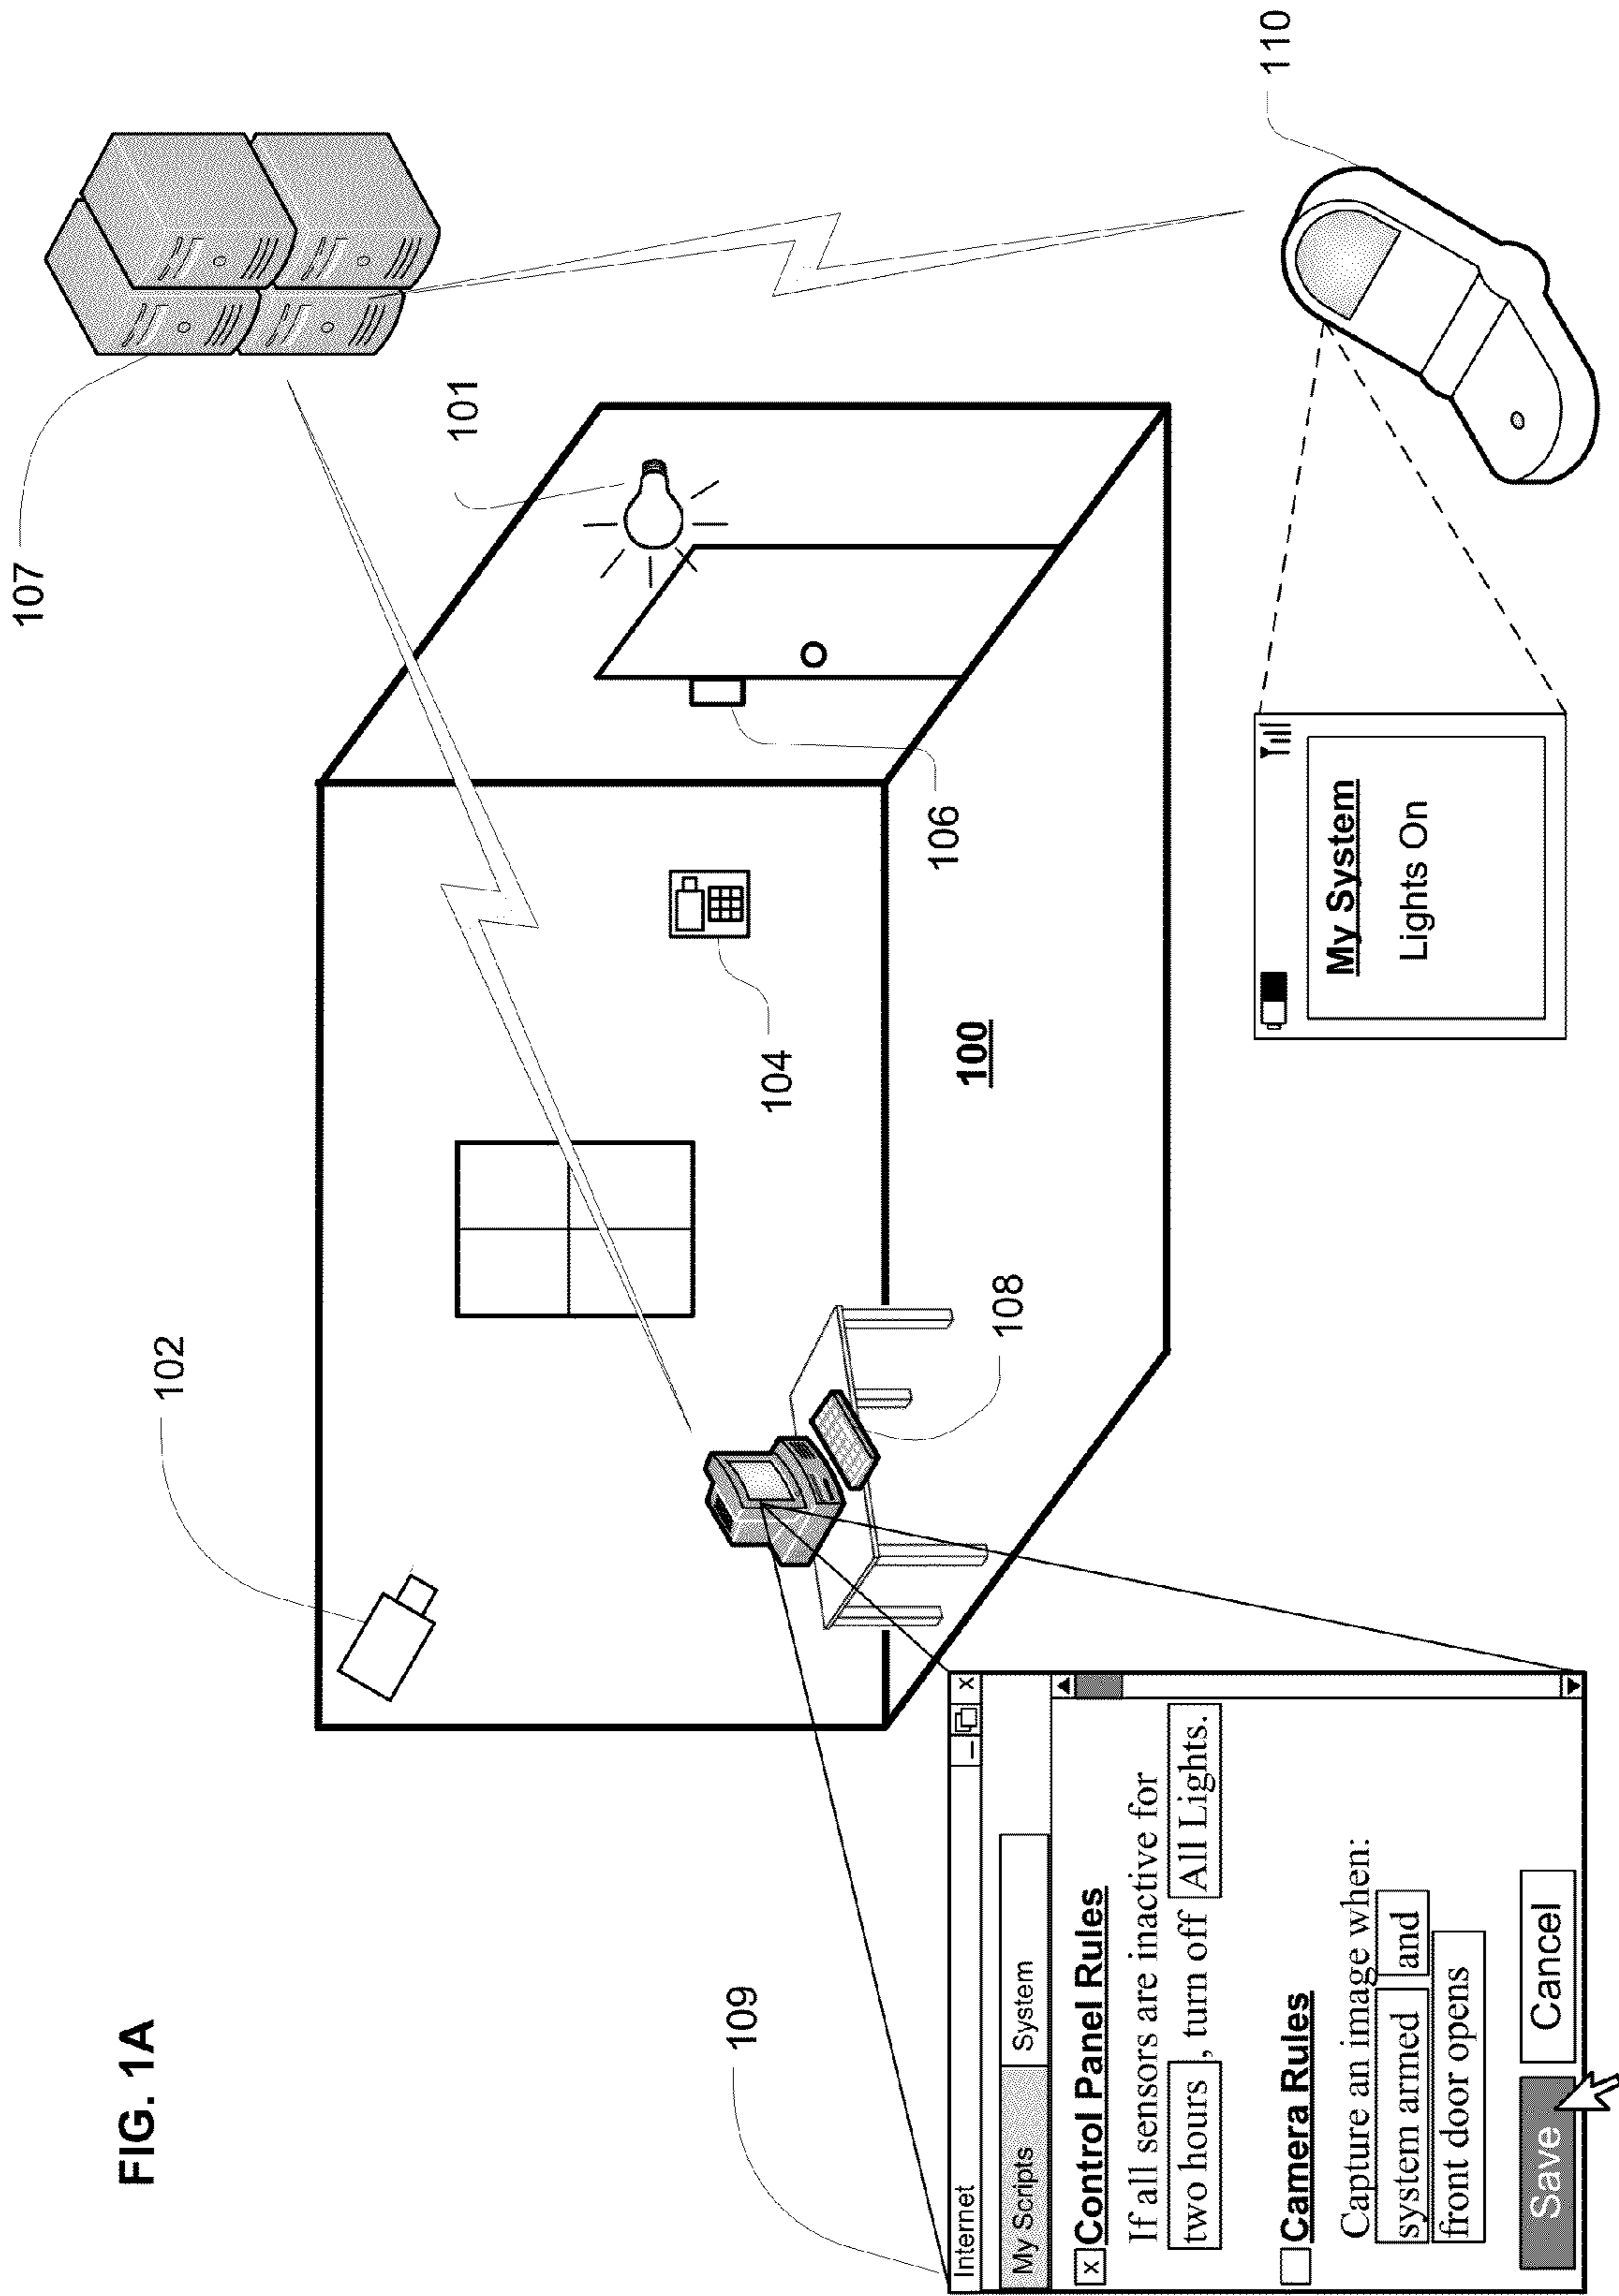 FIG. 1A
107
102
101
104
106
100
108
109
110
Internet
_ x
My Scripts System
x Control Panel Rules
If all sensors are inactive for
two hours , turn off All Lights.
Camera Rules
Capture an image when:
system armed and
front door opens
Save Cancel
My System
Lights On